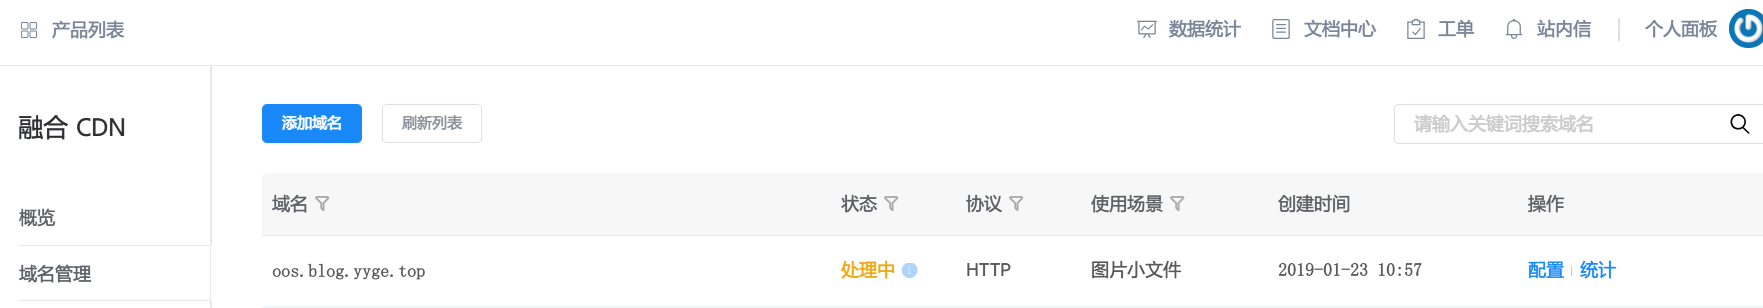 产品列表 数据统计 文档中心 工单 站内信 个人面板
融合 CDN
添加域名 刷新列表 请输入关键词搜索域名
概览
域名 状态 协议 使用场景 创建时间 操作
域名管理
oos.blog.yyge.top 处理中 HTTP 图片小文件 2019-01-23 10:57 配置 统计